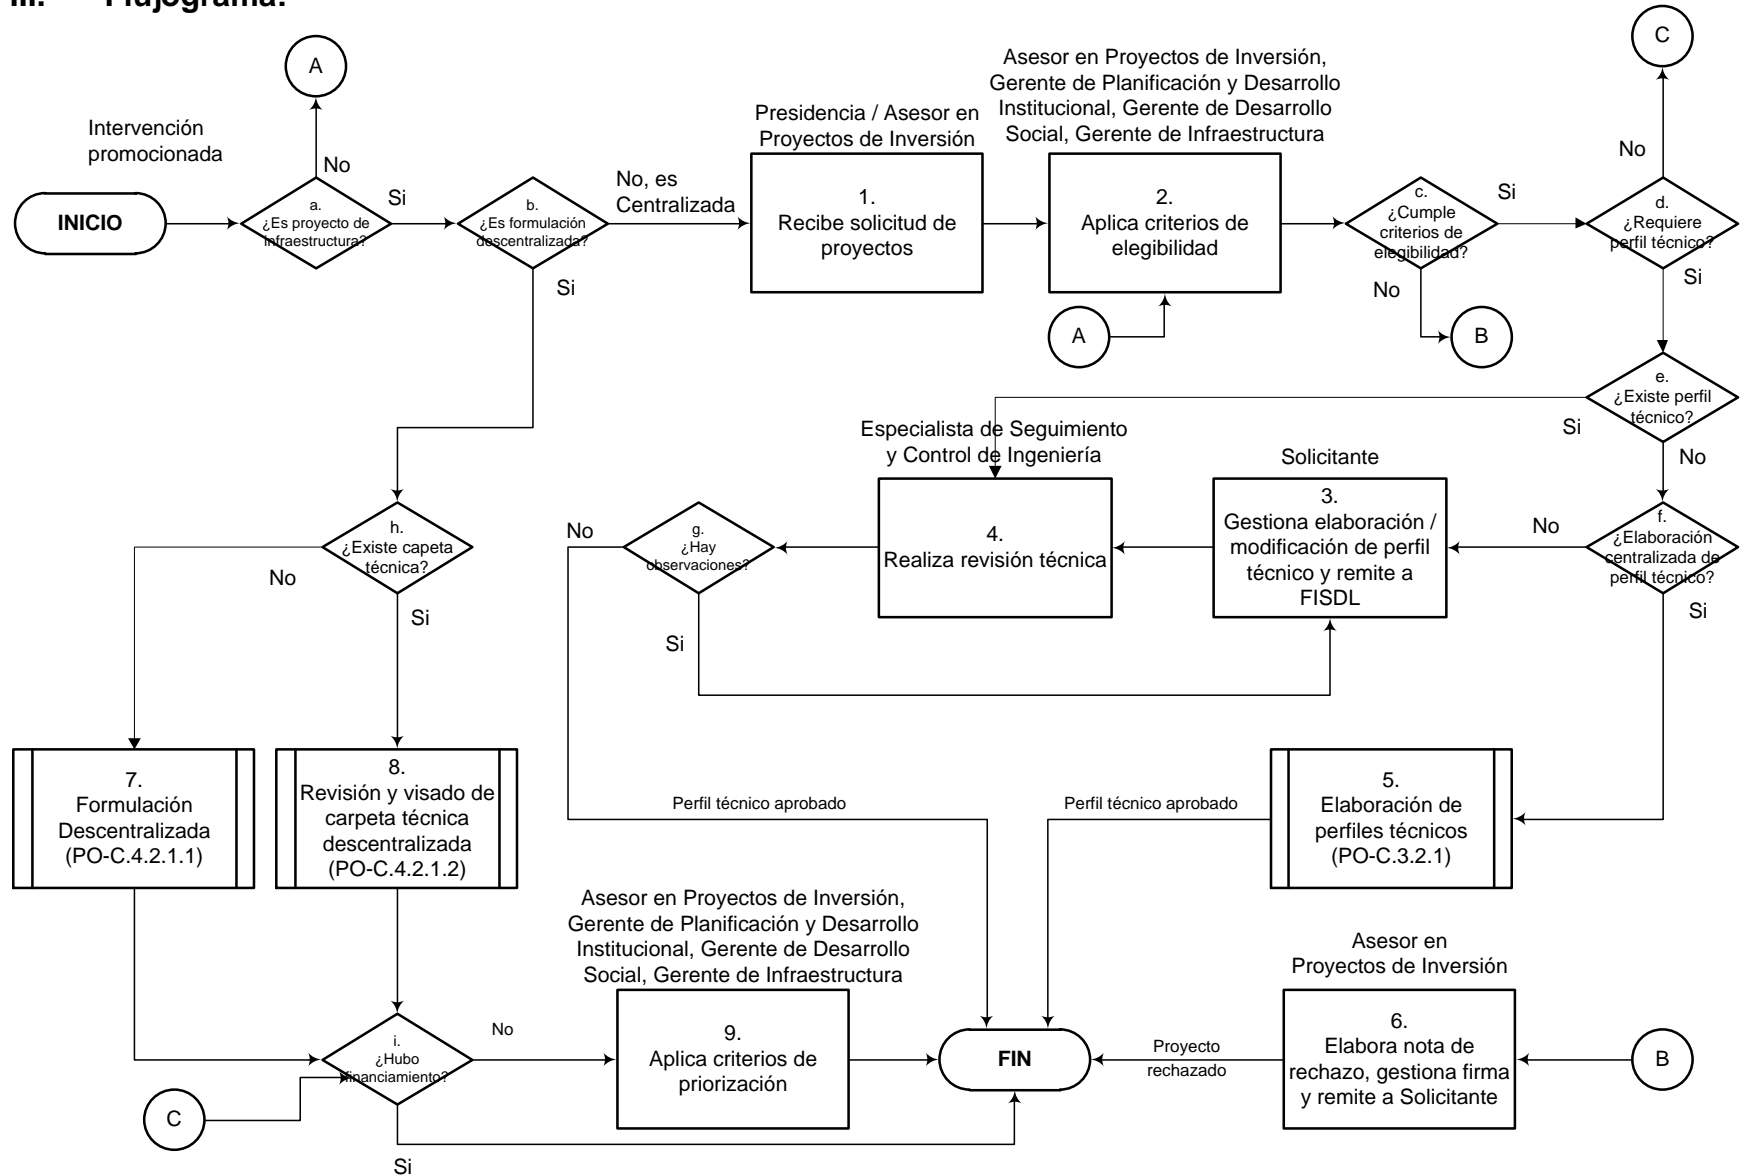 III. Flujograma:
A
C
Intervención
promocionada
No
INICIO
a.
¿Es proyecto de
infraestructura?
Si
b.
¿Es formulación
descentralizada?
Si
No, es
Centralizada
Presidencia / Asesor en
Proyectos de Inversión
1.
Recibe solicitud de
proyectos
Asesor en Proyectos de Inversión,
Gerente de Planificación y Desarrollo
Institucional, Gerente de Desarrollo
Social, Gerente de Infraestructura
2.
Aplica criterios de
elegibilidad
A
c.
¿Cumple
criterios de
elegibilidad?
Si
No
B
No
d.
¿Requiere
perfil técnico?
Si
e.
¿Existe perfil
técnico?
Si
No
f.
¿Elaboración
centralizada de
perfil técnico?
No
Si
Solicitante
3.
Gestiona elaboración /
modificación de perfil
técnico y remite a
FISDL
Especialista de Seguimiento
y Control de Ingeniería
4.
Realiza revisión técnica
g.
¿Hay
observaciones?
No
Si
h.
¿Existe capeta
técnica?
No
Si
7.
Formulación
Descentralizada
(PO-C.4.2.1.1)
8.
Revisión y visado de
carpeta técnica
descentralizada
(PO-C.4.2.1.2)
Perfil técnico aprobado
Perfil técnico aprobado
5.
Elaboración de
perfiles técnicos
(PO-C.3.2.1)
Asesor en Proyectos de Inversión,
Gerente de Planificación y Desarrollo
Institucional, Gerente de Desarrollo
Social, Gerente de Infraestructura
i.
¿Hubo
financiamiento?
No
Si
C
9.
Aplica criterios de
priorización
FIN
Proyecto
rechazado
Asesor en
Proyectos de Inversión
6.
Elabora nota de
rechazo, gestiona firma
y remite a Solicitante
B